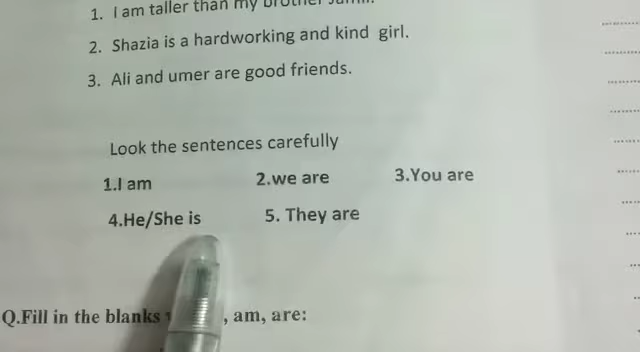 1. I am taller than my brother
2. Shazia is a hardworking and kind girl.
3. Ali and umer are good friends.
Look the sentences carefully
1.I am 2.we are 3.You are
4.He/She is 5. They are
Q.Fill in the blanks , am, are: